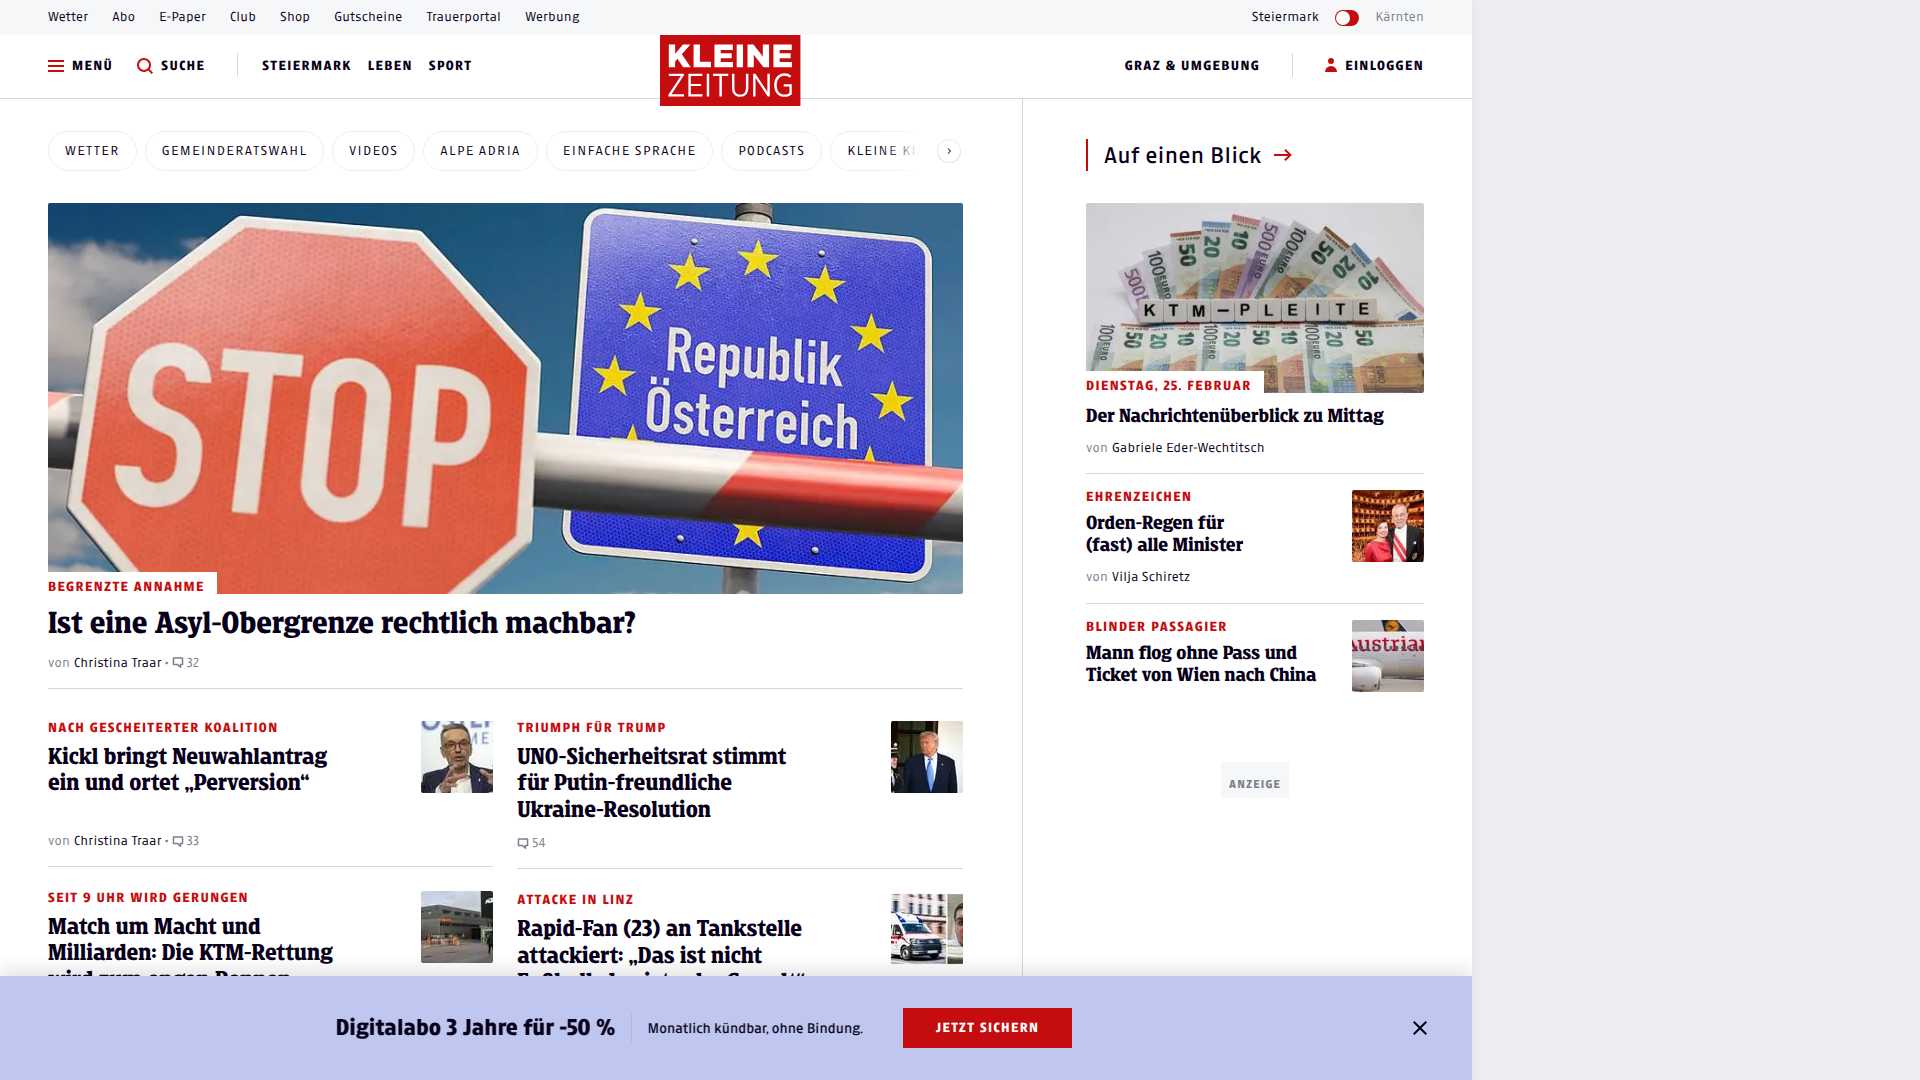 Wetter Abo E-Paper Club Shop Gutscheine Trauerportal Werbung
Steiermark Kärnten
MENÜ SUCHE STEIERMARK LEBEN SPORT
KLEINE
ZEITUNG
GRAZ & UMGEBUNG EINLOGGEN
WETTER GEMEINDERATSWAHL VIDEOS ALPE ADRIA EINFACHE SPRACHE PODCASTS KLEINE
STOP
Republik
Österreich
BEGRENZTE ANNAHME
Ist eine Asyl-Obergrenze rechtlich machbar?
von Christina Traar • 32
NACH GESCHEITERTER KOALITION
Kickl bringt Neuwahlantrag
ein und ortet „Perversion“
von Christina Traar • 33
TRIUMPH FÜR TRUMP
UNO-Sicherheitsrat stimmt
für Putin-freundliche
Ukraine-Resolution
54
SEIT 9 UHR WIRD GERUNGEN
Match um Macht und
Milliarden: Die KTM-Rettung
ATTACKE IN LINZ
Rapid-Fan (23) an Tankstelle
attackiert: „Das ist nicht
Auf einen Blick →
KTM-PLEITE
DIENSTAG, 25. FEBRUAR
Der Nachrichtenüberblick zu Mittag
von Gabriele Eder-Wechtitsch
EHRENZEICHEN
Orden-Regen für
(fast) alle Minister
von Vilja Schiretz
BLINDER PASSAGIER
Mann flog ohne Pass und
Ticket von Wien nach China
Austrian
ANZEIGE
Digitalabo 3 Jahre für -50 %
Monatlich kündbar, ohne Bindung.
JETZT SICHERN